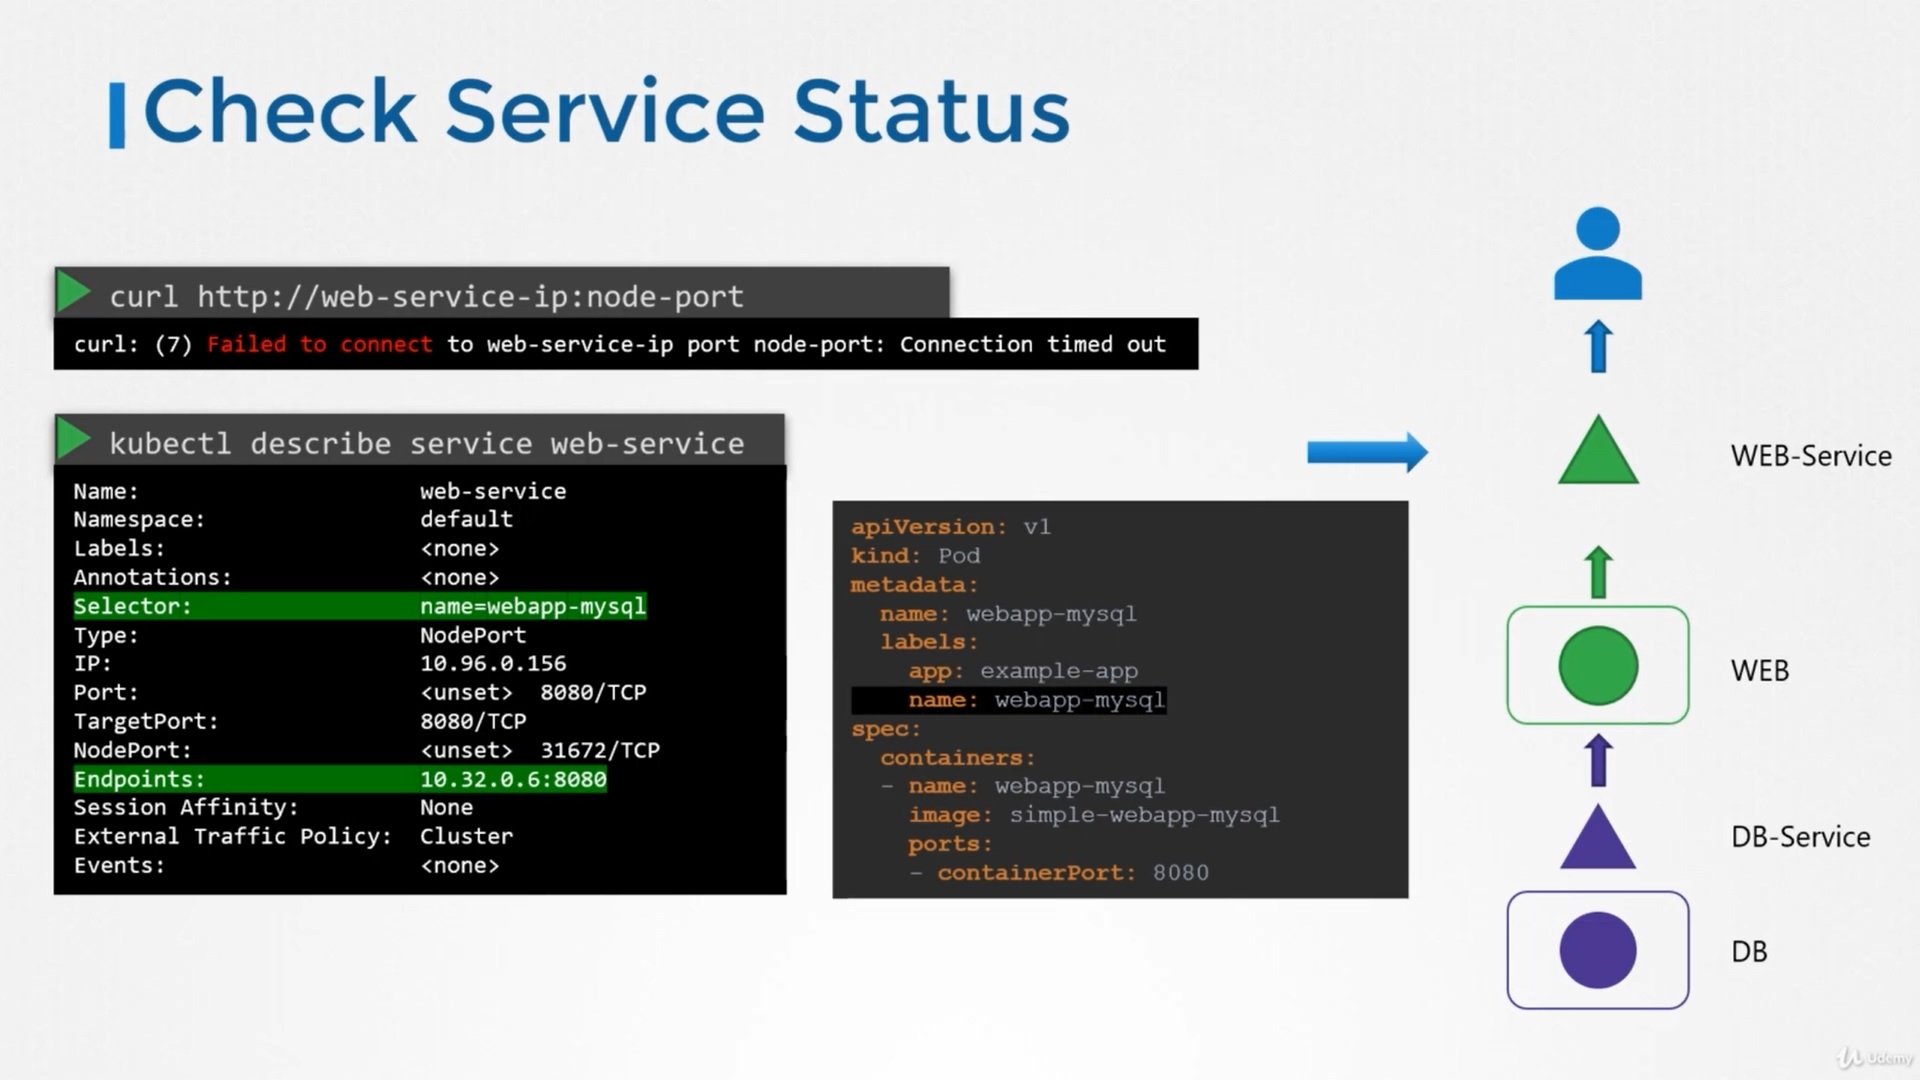 Check Service Status
curl http://web-service-ip:node-port
curl: (7) Failed to connect to web-service-ip port node-port: Connection timed out
kubectl describe service web-service
Name: web-service
Namespace: default
Labels: <none>
Annotations: <none>
Selector: name=webapp-mysql
Type: NodePort
IP: 10.96.0.156
Port: <unset> 8080/TCP
TargetPort: 8080/TCP
NodePort: <unset> 31672/TCP
Endpoints: 10.32.0.6:8080
Session Affinity: None
External Traffic Policy: Cluster
Events: <none>
apiVersion: v1
kind: Pod
metadata:
  name: webapp-mysql
  labels:
    app: example-app
    name: webapp-mysql
spec:
  containers:
  - name: webapp-mysql
    image: simple-webapp-mysql
    ports:
    - containerPort: 8080
WEB-Service
WEB
DB-Service
DB
Udemy